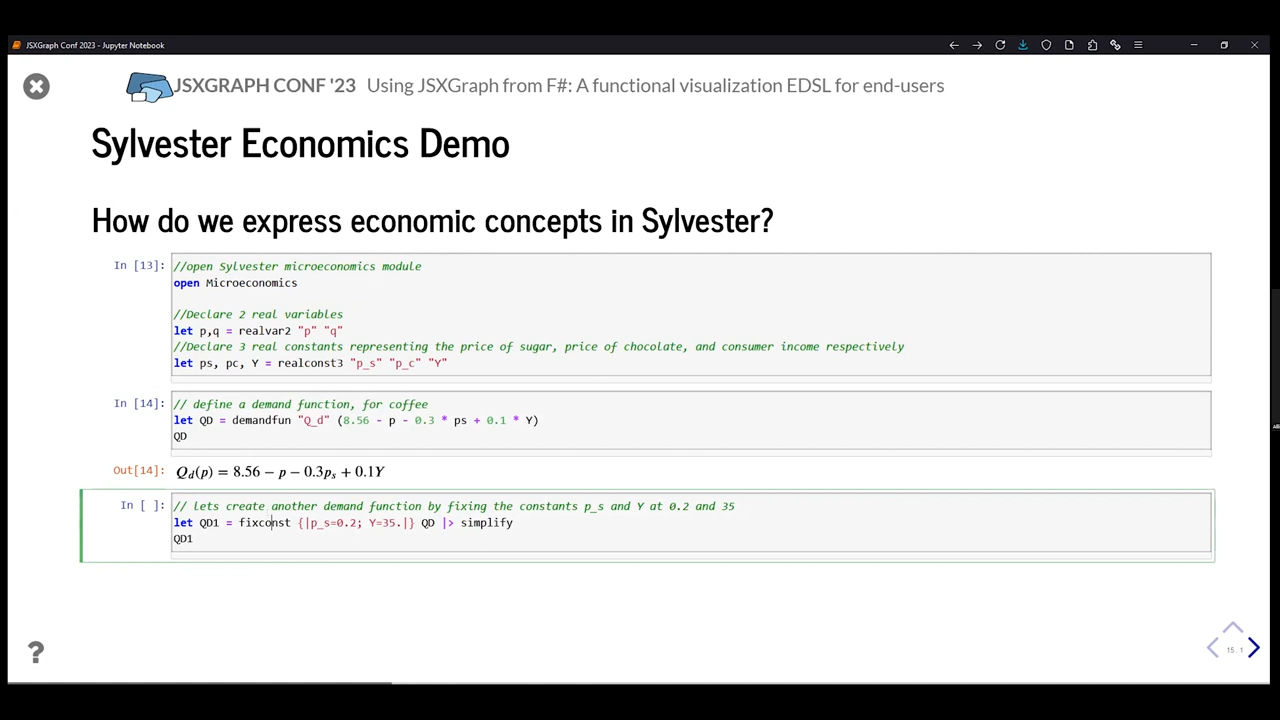 JSXGraph Conf 2023 - Jupyter Notebook
JSXGRAPH CONF '23 Using JSXGraph from F#: A functional visualization EDSL for end-users
Sylvester Economics Demo
How do we express economic concepts in Sylvester?
In [13]:
//open Sylvester microeconomics module
open Microeconomics
//Declare 2 real variables
let p,q = realvar2 "p" "q"
//Declare 3 real constants representing the price of sugar, price of chocolate, and consumer income respectively
let ps, pc, Y = realconst3 "p_s" "p_c" "Y"
In [14]:
// define a demand function, for coffee
let QD = demandfun "Q_d" (8.56 - p - 0.3 * ps + 0.1 * Y)
QD
Out[14]: Q_d(p) = 8.56 − p − 0.3p_s + 0.1Y
In [ ]:
// lets create another demand function by fixing the constants p_s and Y at 0.2 and 35
let QD1 = fixconst {|p_s=0.2; Y=35.|} QD |> simplify
QD1
?
15.1